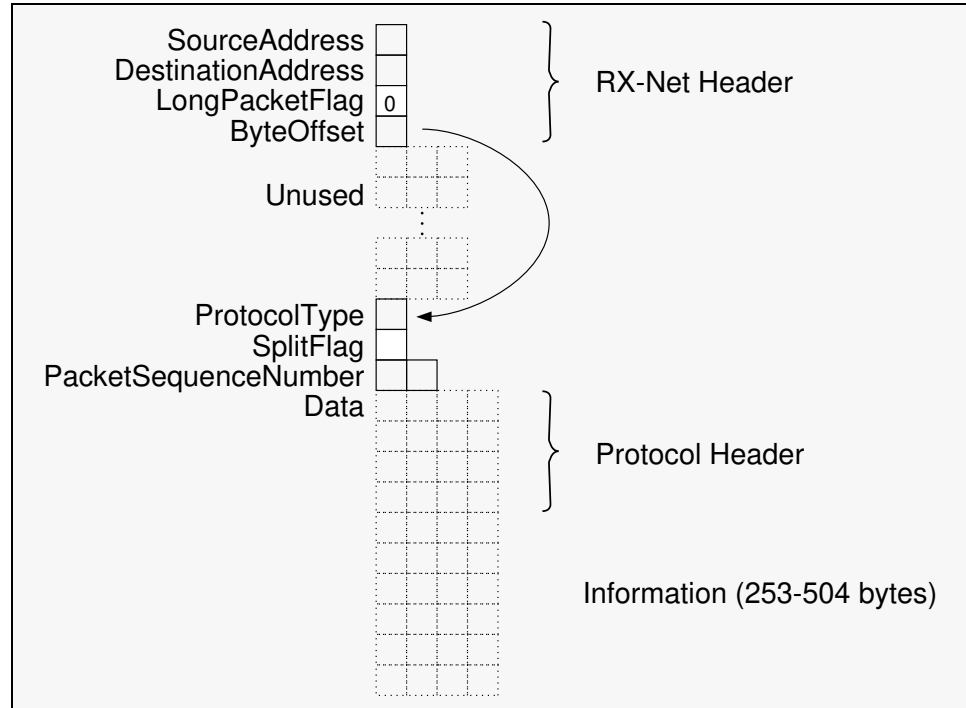 SourceAddress
DestinationAddress
LongPacketFlag 0
ByteOffset
RX-Net Header
Unused
ProtocolType
SplitFlag
PacketSequenceNumber
Data
Protocol Header
Information (253-504 bytes)